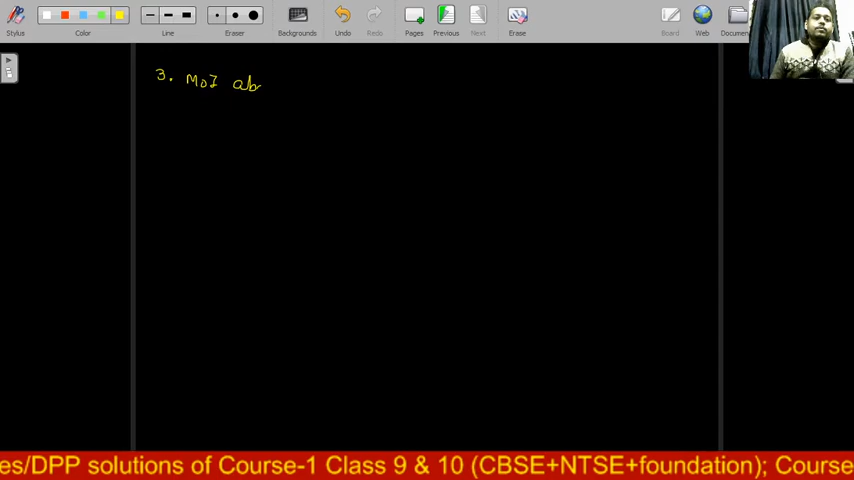 Stylus
Color
Line
Eraser
Backgrounds
Undo
Redo
Pages
Previous
Next
Erase
Board
Web
Documen
3. MOI ab
es/DPP solutions of Course-1 Class 9 & 10 (CBSE+NTSE+foundation); Course